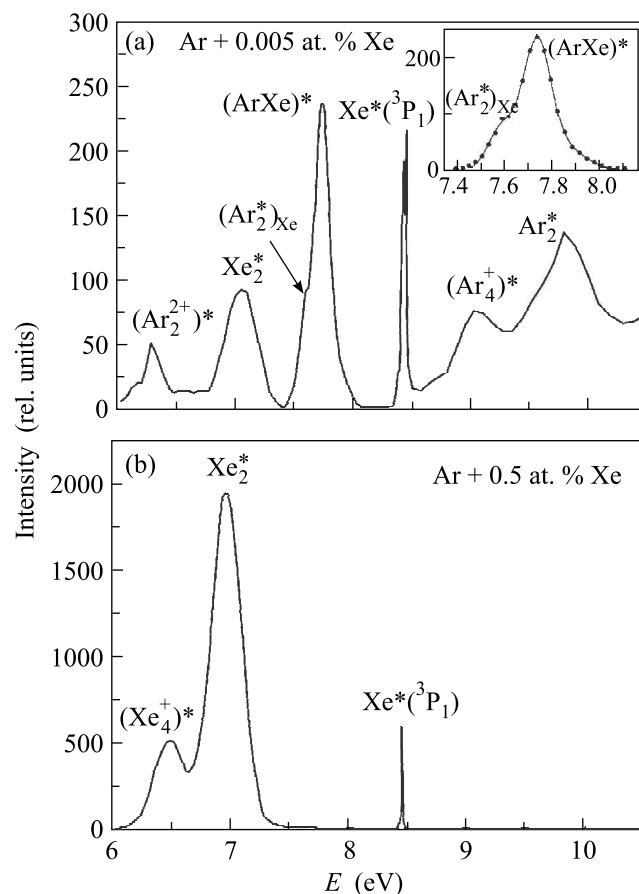 300
250
200
150
100
50
0
(a)
Ar + 0.005 at. % Xe
(Ar₂²⁺)*
Xe₂*
(Ar₂*)Xe
(ArXe)*
Xe*(³P₁)
(Ar₄⁺)*
Ar₂*
200
100
0
(Ar₂*)Xe
(ArXe)*
7.4 7.6 7.8 8.0
Intensity (rel. units)
2000
1500
1000
500
0
(b)
Ar + 0.5 at. % Xe
(Xe₄⁺)*
Xe₂*
Xe*(³P₁)
6 7 8 9 10
E (eV)